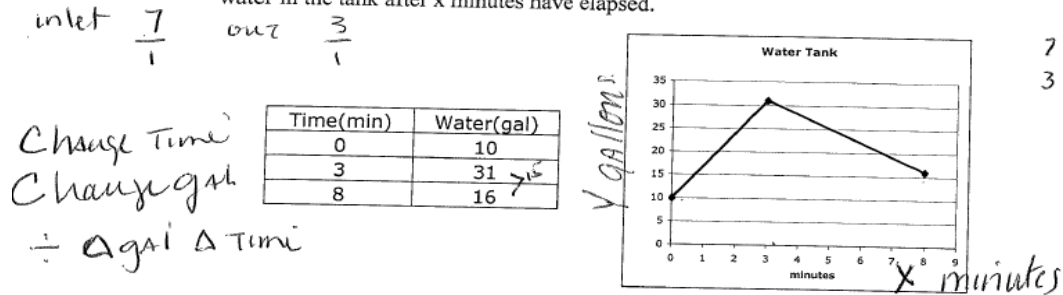 water in the tank after x minutes have elapsed.
inlet 7/1 out 3/1
7
3
Change Time
Change gal
÷ Δgal Δ Time
Time(min) Water(gal)
0 10
3 31
8 16
>15
Water Tank
Y gallons
35
30
25
20
15
10
5
0
0 1 2 3 4 5 6 7 8 9
minutes
X minutes